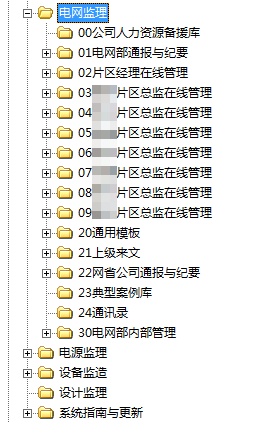 电网监理
00公司人力资源备援库
01电网部通报与纪要
02片区经理在线管理
03 片区总监在线管理
04 片区总监在线管理
05 片区总监在线管理
06 片区总监在线管理
07 片区总监在线管理
08 片区总监在线管理
09 片区总监在线管理
20通用模板
21上级来文
22网省公司通报与纪要
23典型案例库
24通讯录
30电网部内部管理
电源监理
设备监造
设计监理
系统指南与更新